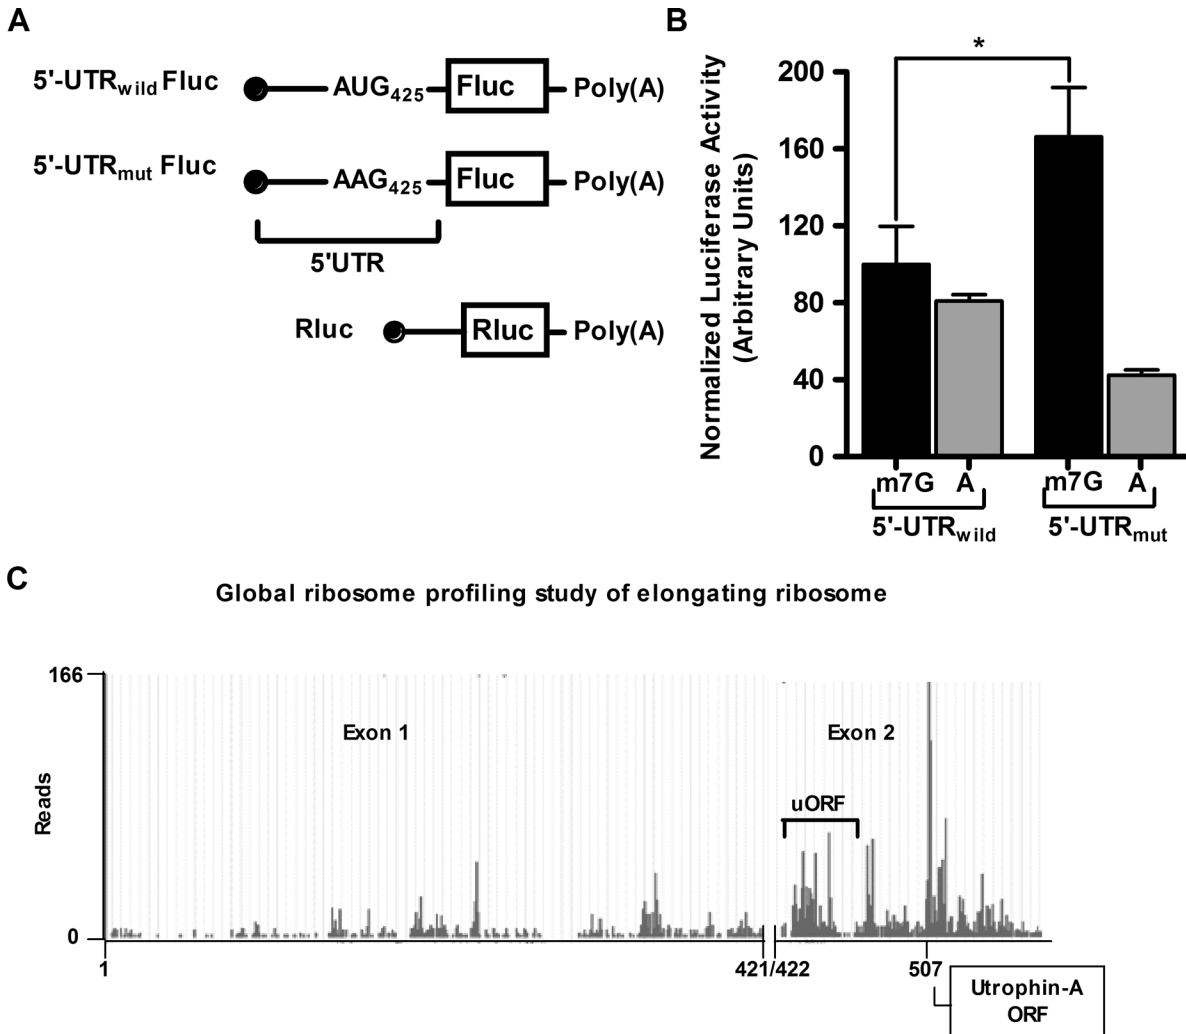 A
5'-UTRwild Fluc
AUG425
Fluc
Poly(A)
5'-UTRmut Fluc
AAG425
Fluc
Poly(A)
5'UTR
Rluc
Rluc
Poly(A)
B
*
Normalized Luciferase Activity
(Arbitrary Units)
200
160
120
80
40
0
m7G
A
m7G
A
5'-UTRwild
5'-UTRmut
C
Global ribosome profiling study of elongating ribosome
166
Reads
0
Exon 1
Exon 2
uORF
1
421/422
507
Utrophin-A
ORF